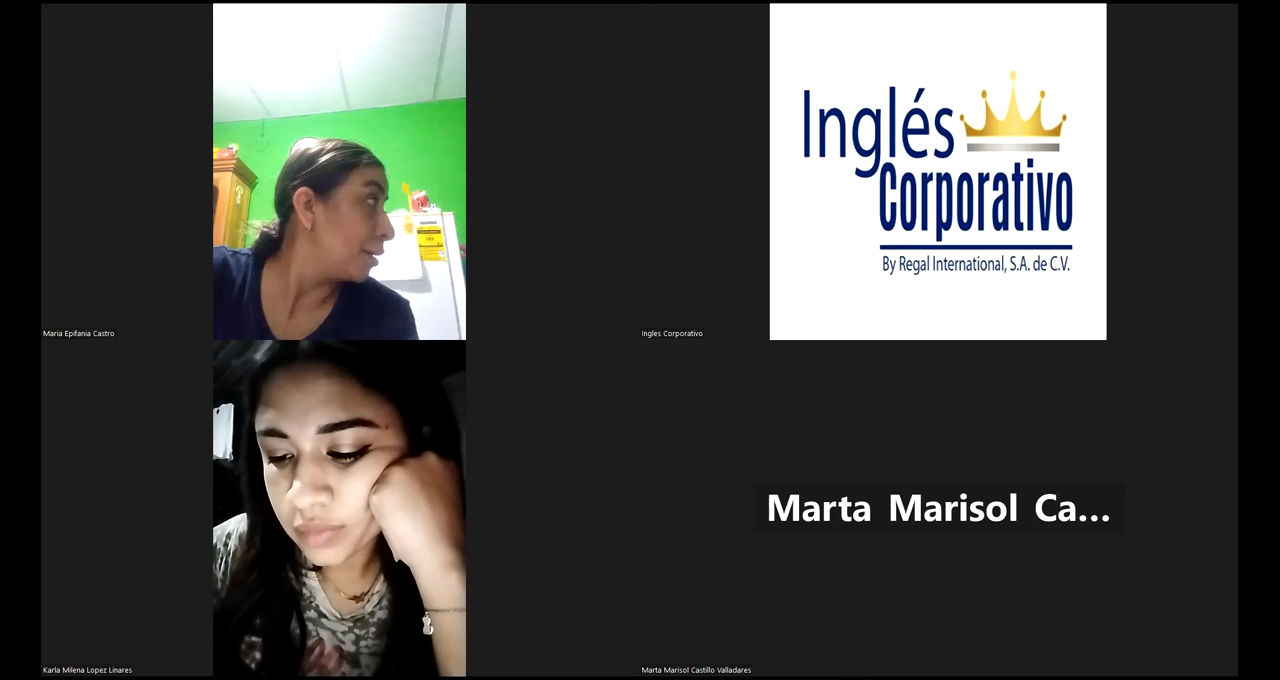 Inglés
Corporativo
By Regal International, S.A. de C.V.
Maria Epifania Castro
Ingles Corporativo
Marta Marisol Ca...
Karla Milena Lopez Linares
Marta Marisol Castillo Valladares